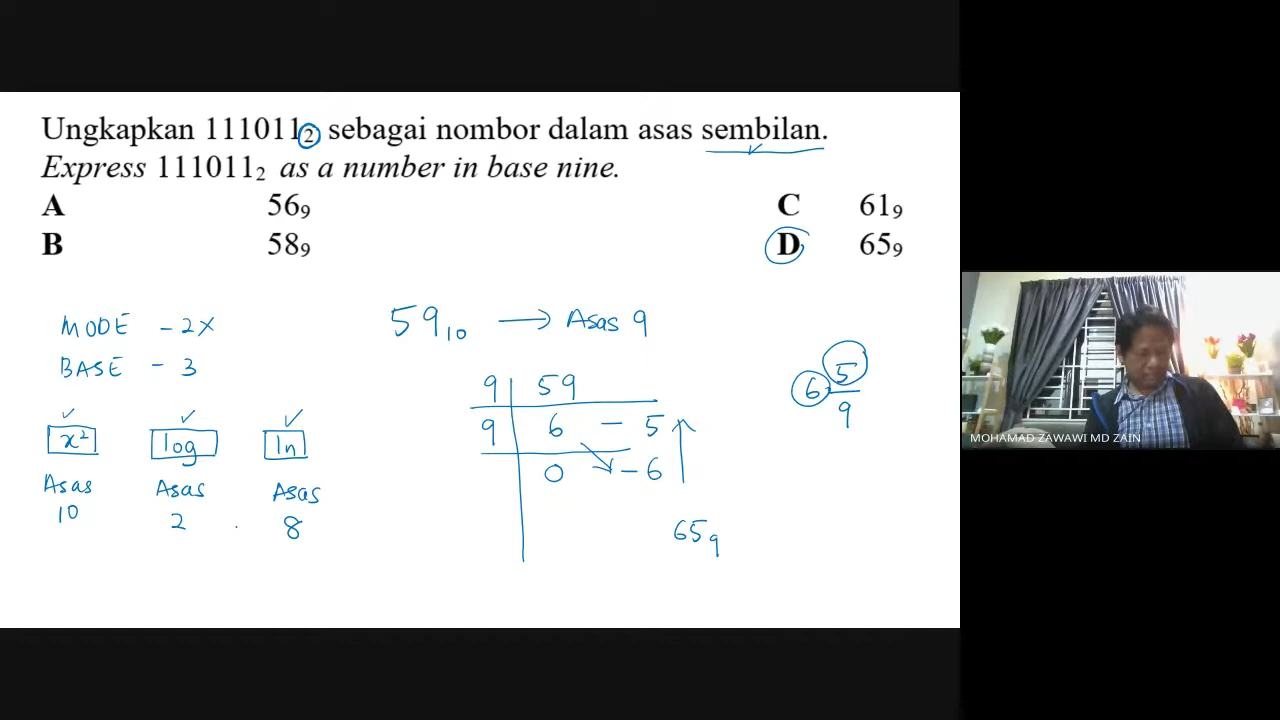 Ungkapkan 111011₂ sebagai nombor dalam asas sembilan.
Express 111011₂ as a number in base nine.
A 56₉ C 61₉
B 58₉ D 65₉
MODE - 2X
BASE - 3
x² log ln
Asas 10 Asas 2 Asas 8
59₁₀ → Asas 9
9 | 59
9 | 6 - 5
0 - 6
65₉
6 5/9
MOHAMAD ZAWAWI MD ZAIN